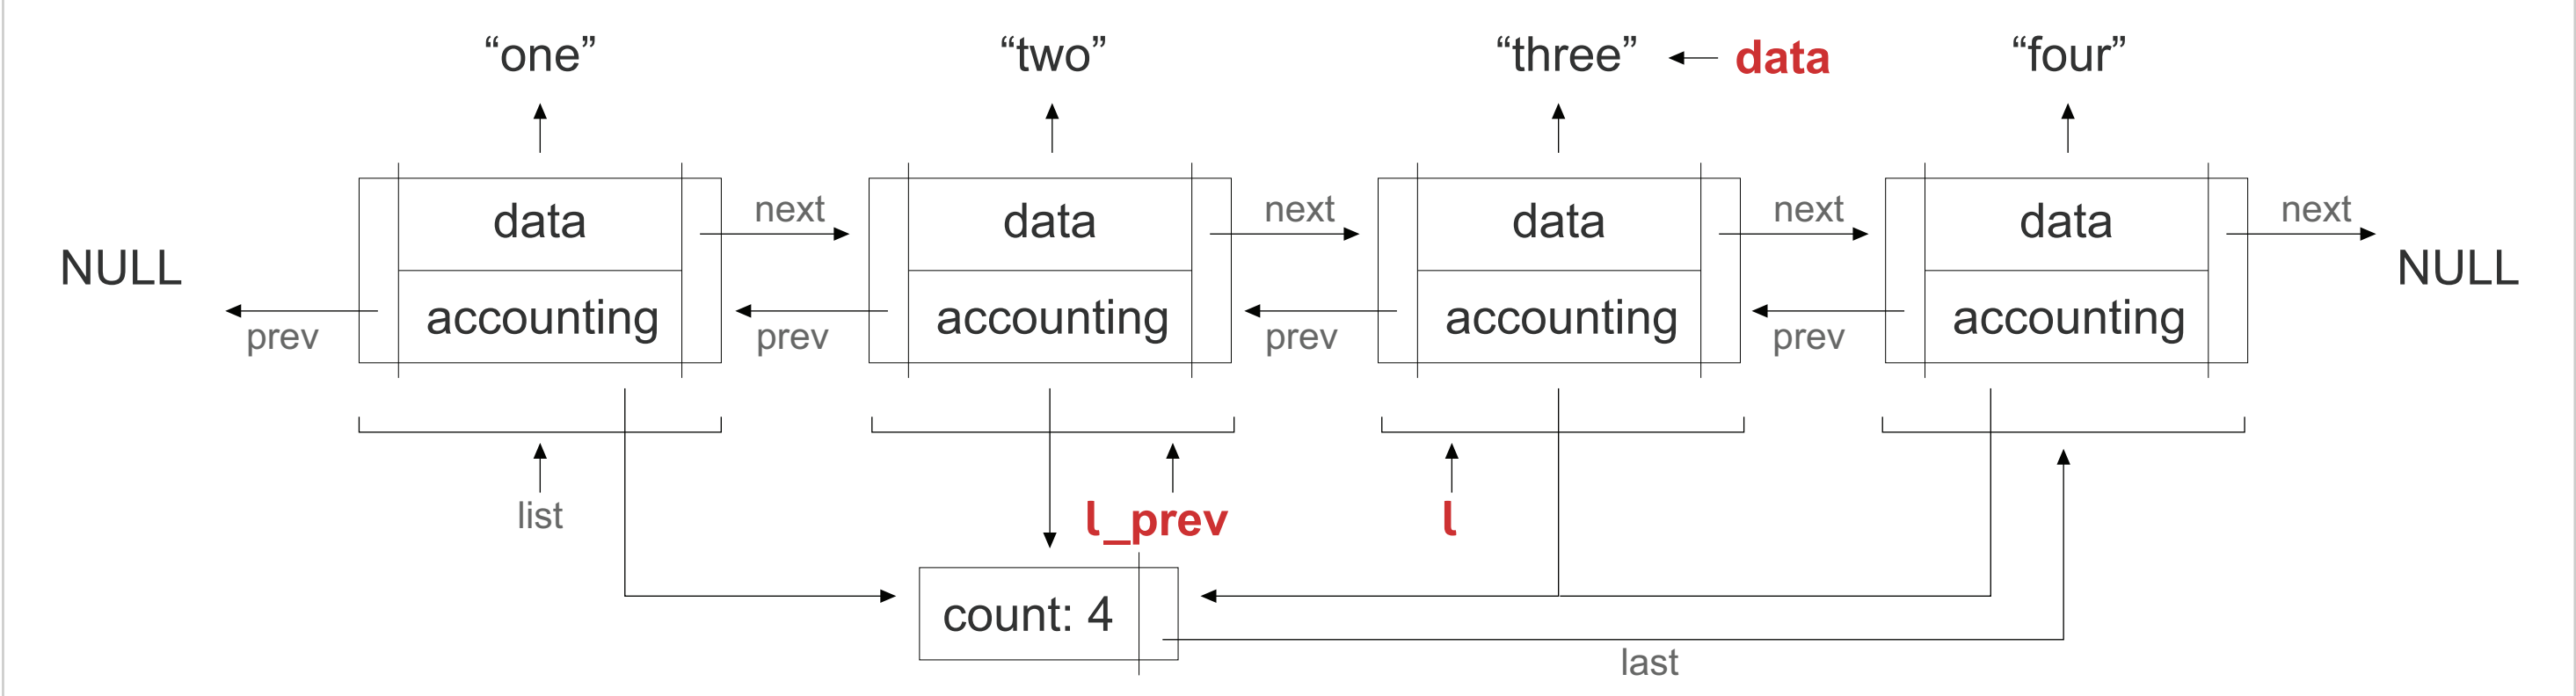 “one” “two” “three” data “four”
data next data next data next data next
NULL NULL
prev accounting prev accounting prev accounting prev accounting
list l_prev l
count: 4
last